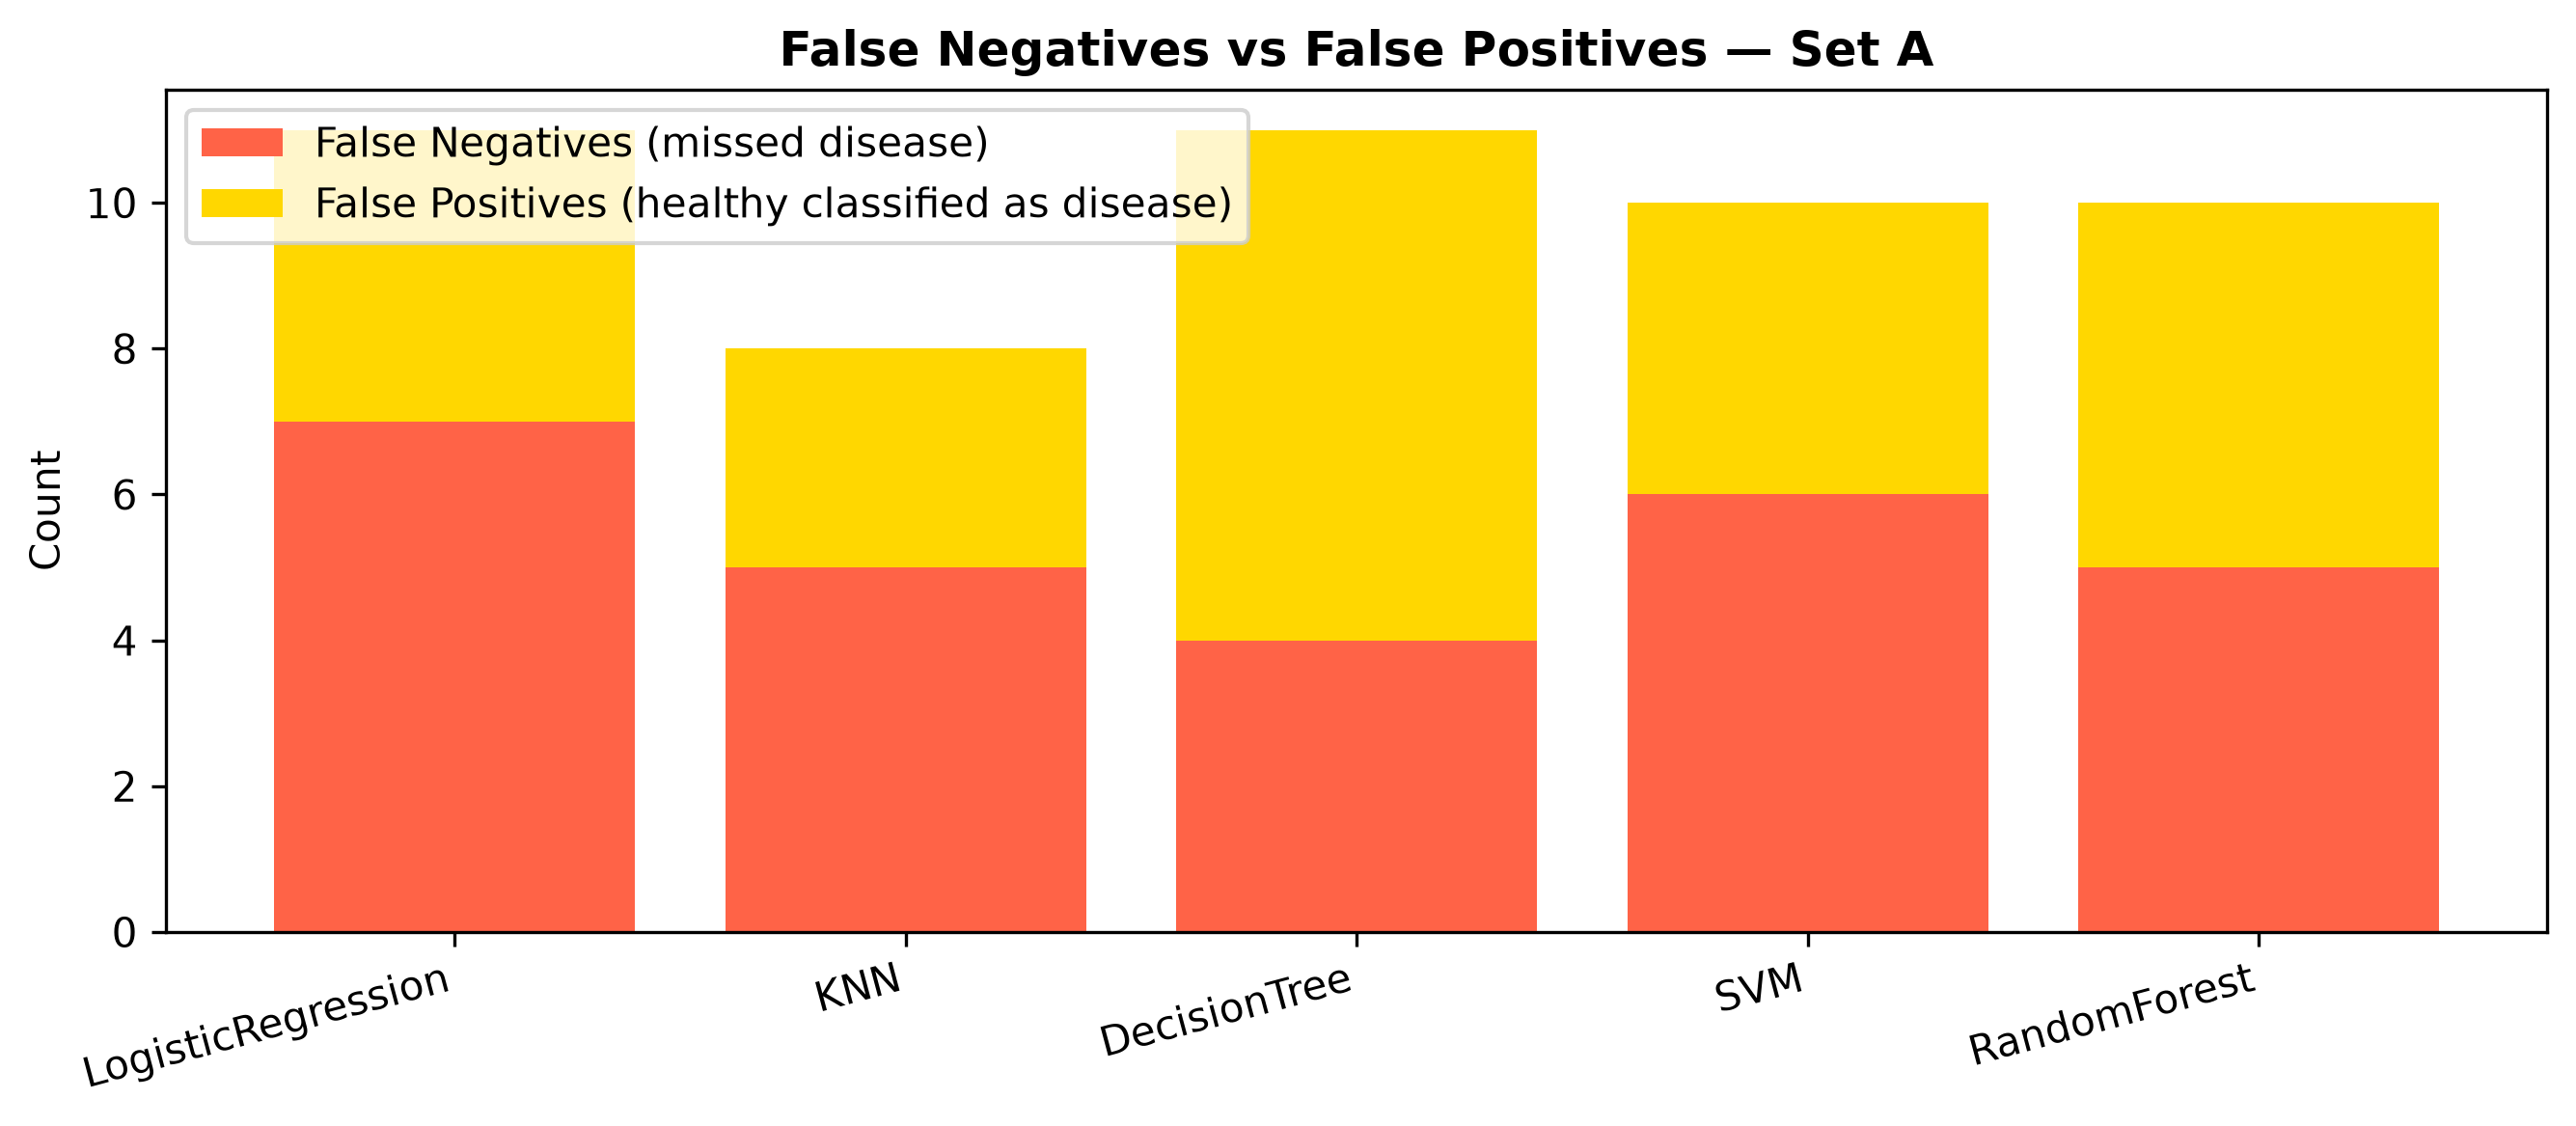 False Negatives vs False Positives — Set A
False Negatives (missed disease)
False Positives (healthy classified as disease)
Count
10
8
6
4
2
0
LogisticRegression
KNN
DecisionTree
SVM
RandomForest